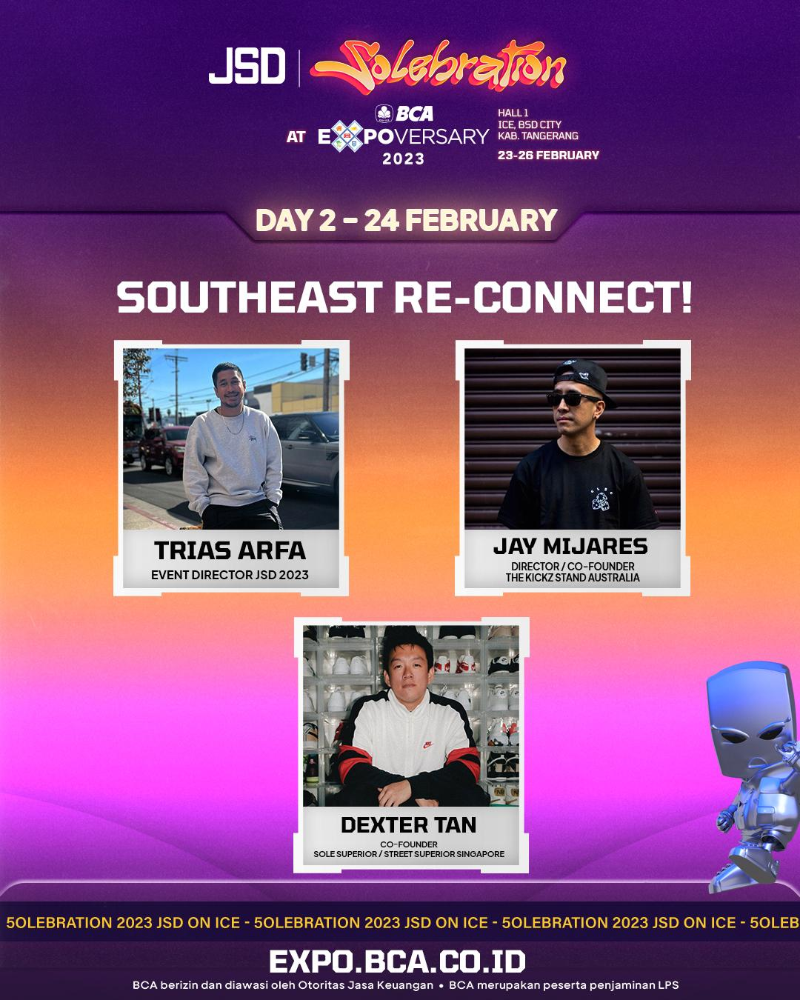 JSD
5olebration
BCA
AT EXPOVERSARY
2023
HALL 1
ICE, BSD CITY
KAB. TANGERANG
23-26 FEBRUARY
DAY 2 - 24 FEBRUARY
SOUTHEAST RE-CONNECT!
TRIAS ARFA
EVENT DIRECTOR JSD 2023
JAY MIJARES
DIRECTOR / CO-FOUNDER
THE KICKZ STAND AUSTRALIA
DEXTER TAN
CO-FOUNDER
SOLE SUPERIOR / STREET SUPERIOR SINGAPORE
5OLEBRATION 2023 JSD ON ICE - 5OLEBRATION 2023 JSD ON ICE - 5OLEBRATION 2023 JSD ON ICE - 5OLEB
EXPO.BCA.CO.ID
BCA berizin dan diawasi oleh Otoritas Jasa Keuangan • BCA merupakan peserta penjaminan LPS